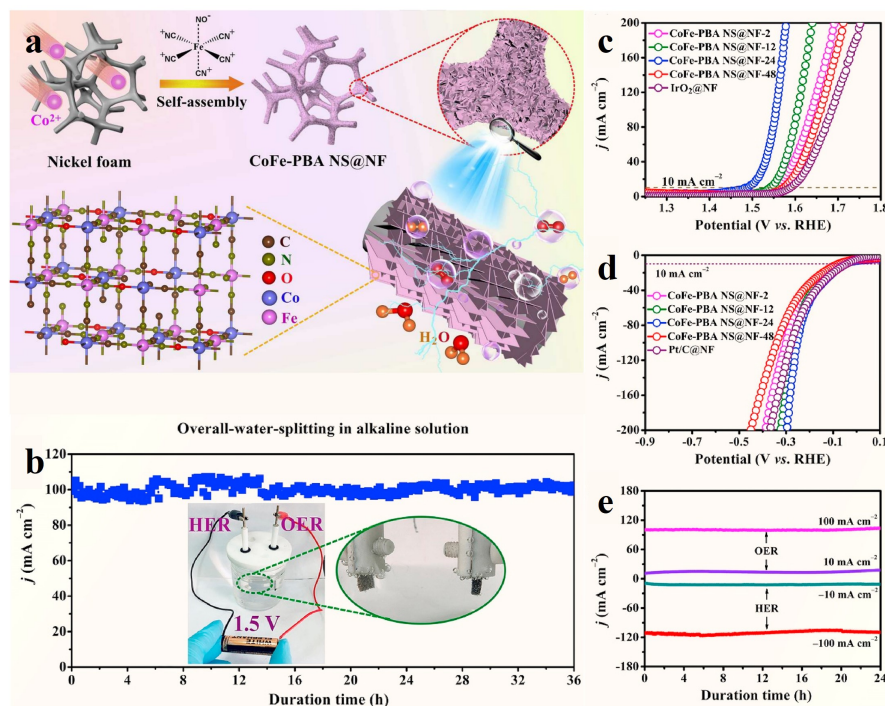 a
NO⁻
⁺NC
CN⁺
Fe
⁺NC
CN⁺
CN⁺
Self-assembly
Co²⁺
Nickel foam
CoFe-PBA NS@NF
C
N
O
Co
Fe
H₂O
Overall-water-splitting in alkaline solution
b
j (mA cm⁻²)
120
100
80
60
40
20
0
HER
OER
1.5 V
0
4
8
12
16
20
24
28
32
36
Duration time (h)
c
j (mA cm⁻²)
200
160
120
80
40
0
CoFe-PBA NS@NF-2
CoFe-PBA NS@NF-12
CoFe-PBA NS@NF-24
CoFe-PBA NS@NF-48
IrO₂@NF
10 mA cm⁻²
1.3
1.4
1.5
1.6
1.7
1.8
Potential (V vs. RHE)
d
j (mA cm⁻²)
0
-40
-80
-120
-160
-200
10 mA cm⁻²
CoFe-PBA NS@NF-2
CoFe-PBA NS@NF-12
CoFe-PBA NS@NF-24
CoFe-PBA NS@NF-48
Pt/C@NF
-0.9
-0.7
-0.5
-0.3
-0.1
0.1
Potential (V vs. RHE)
e
j (mA cm⁻²)
180
120
60
0
-60
-120
-180
100 mA cm⁻²
OER
10 mA cm⁻²
−10 mA cm⁻²
HER
−100 mA cm⁻²
0
4
8
12
16
20
24
Duration time (h)